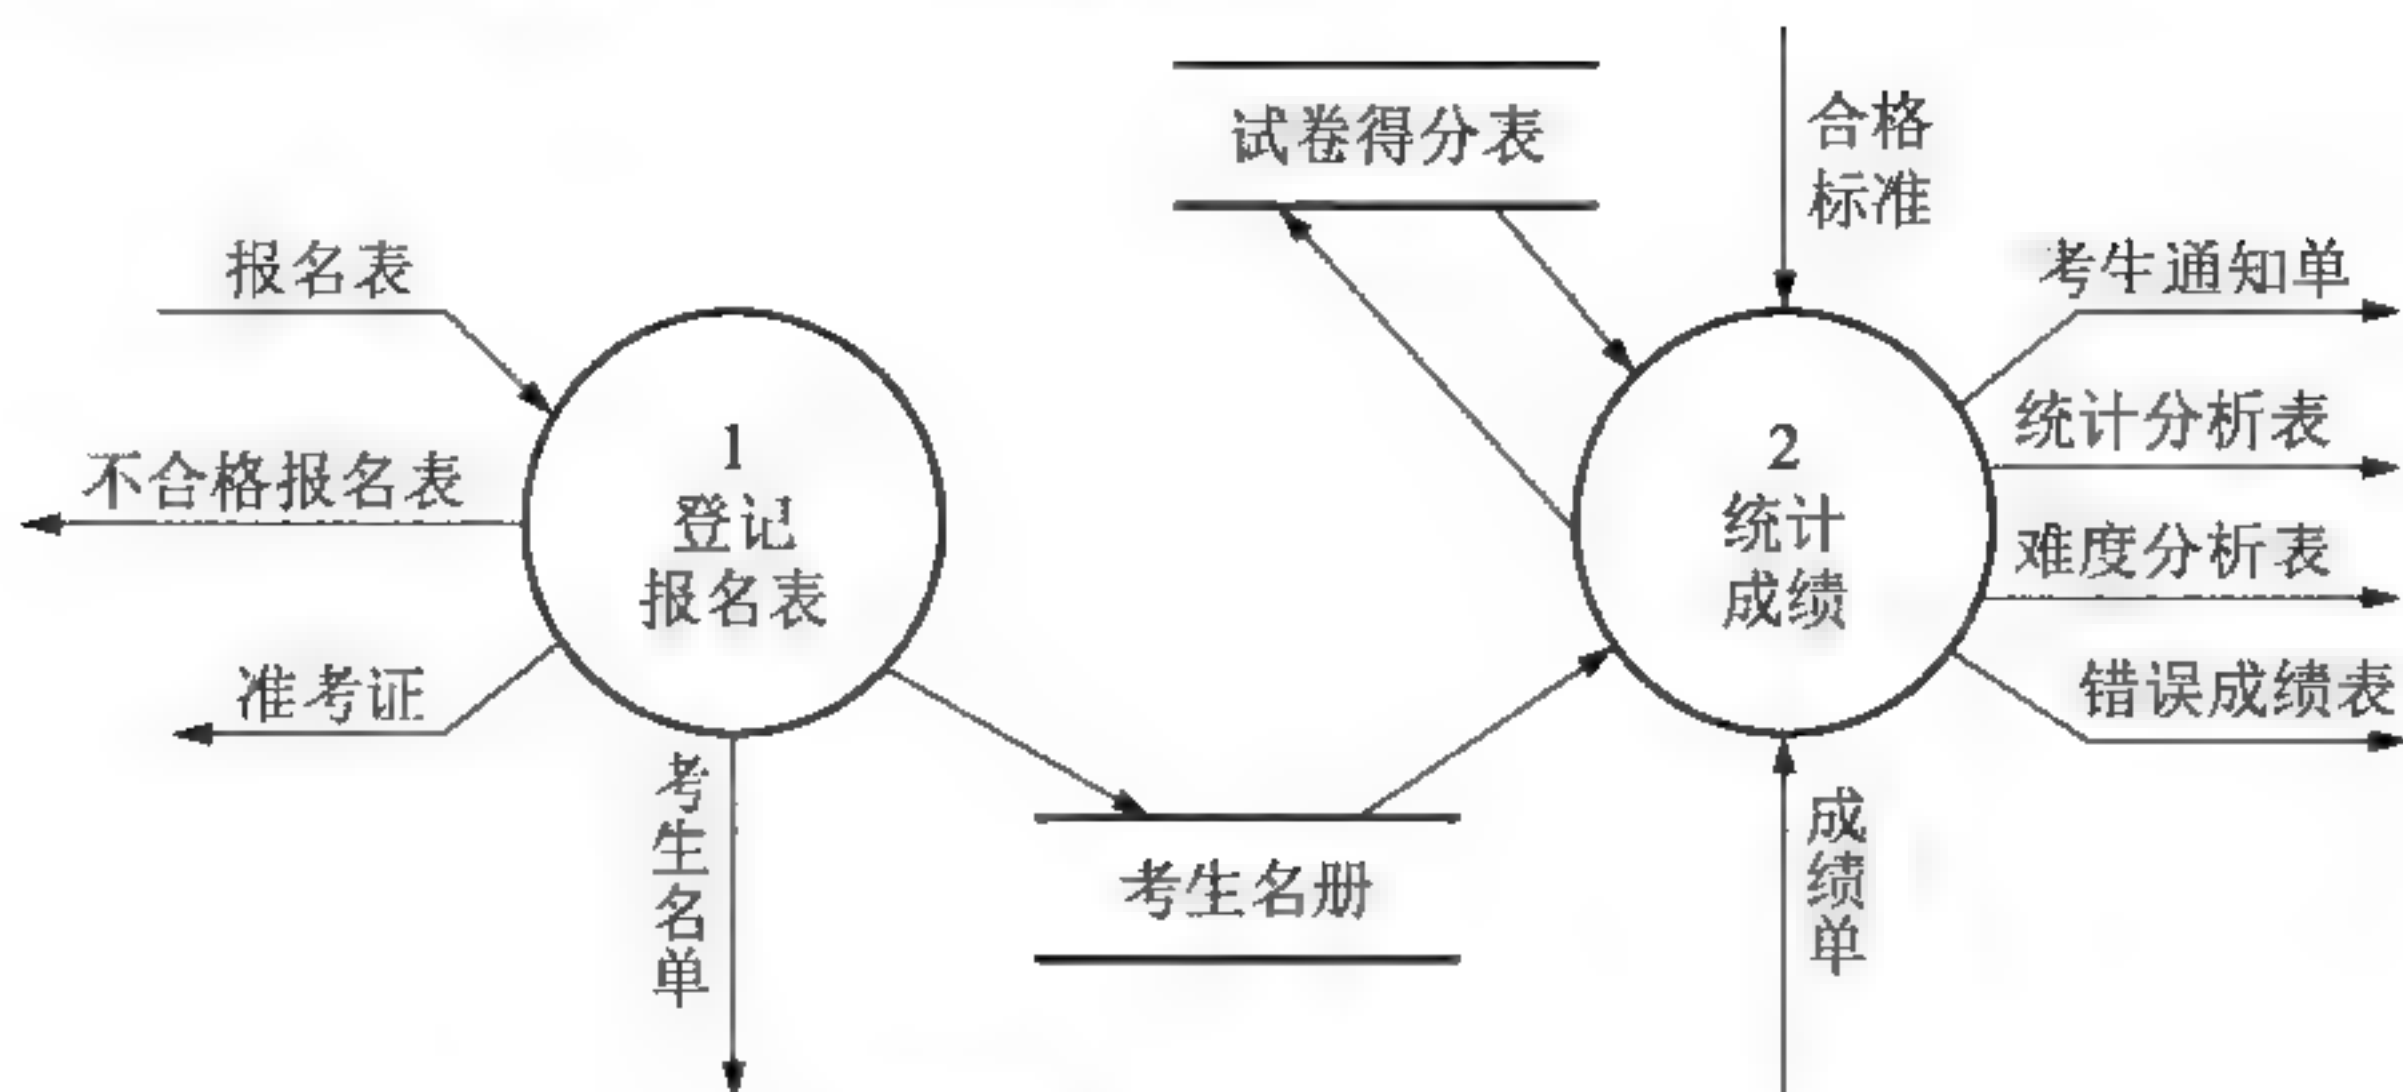 试卷得分表
合格
标准
报名表
考生通知单
不合格报名表
1
登记
报名表
2
统计
成绩
统计分析表
难度分析表
准考证
错误成绩表
考生名单
考生名册
成绩单